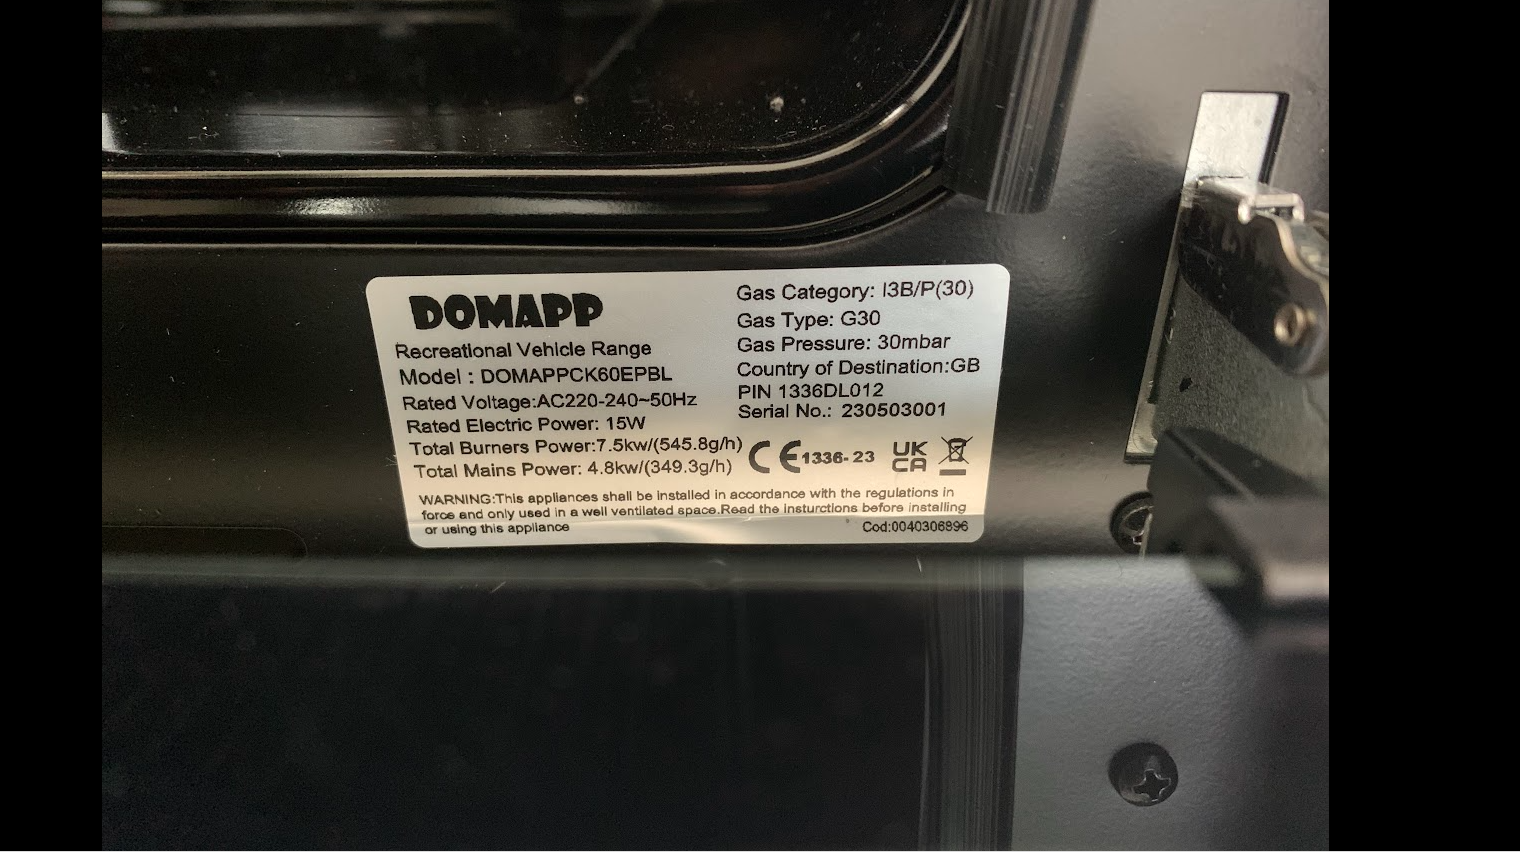 DOMAPP
Recreational Vehicle Range
Model : DOMAPPCK60EPBL
Rated Voltage:AC220-240~50Hz
Rated Electric Power: 15W
Total Burners Power:7.5kw/(545.8g/h)
Total Mains Power: 4.8kw/(349.3g/h)
Gas Category: I3B/P(30)
Gas Type: G30
Gas Pressure: 30mbar
Country of Destination:GB
PIN 1336DL012
Serial No.: 230503001
CE 1336-23
UK
CA
WARNING:This appliances shall be installed in accordance with the regulations in
force and only used in a well ventilated space.Read the insturctions before installing
or using this appliance
Cod:0040306896